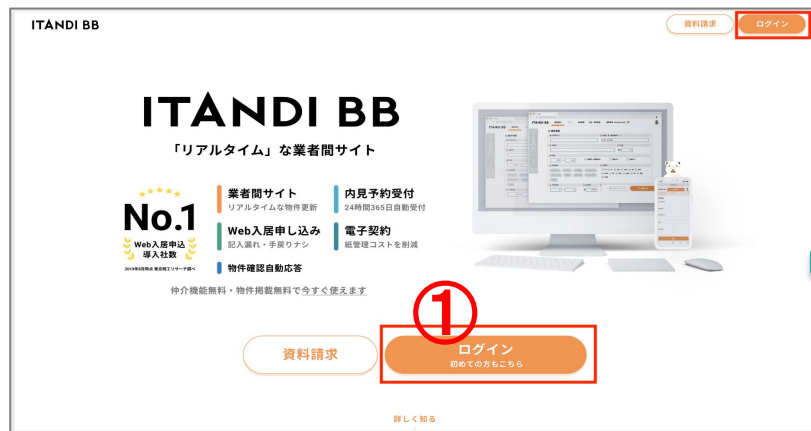 ITANDI BB
資料請求
ログイン
ITANDI BB
「リアルタイム」な業者間サイト
No.1
Web入居申込
導入社数
業者間サイト
リアルタイムな物件更新
内見予約受付
24時間365日自動受付
Web入居申し込み
記入漏れ・手戻りナシ
電子契約
紙管理コストを削減
物件確認自動応答
仲介機能無料・物件掲載無料で今すぐ使えます
①
資料請求
ログイン
初めての方もこちら
詳しく知る